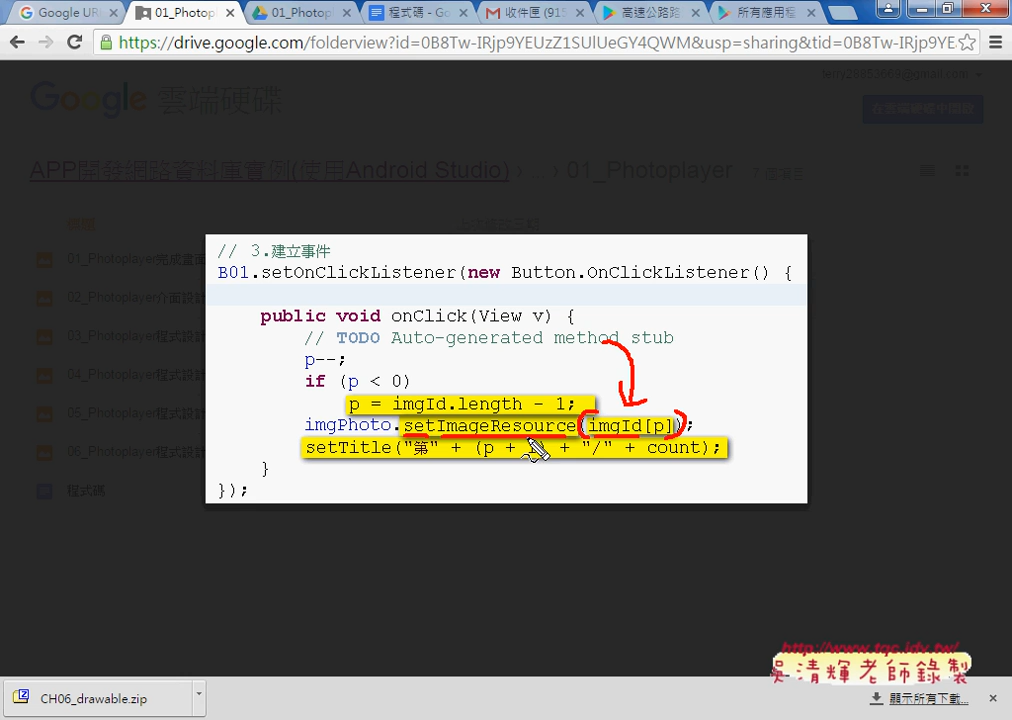 Google UR
01_Photop
01_Photop
程式碼 - Go
收件匣 (915
高速公路路
所有應用程
https://drive.google.com/folderview?id=0B8Tw-IRjp9YEUzZ1SUlUeGY4QWM&usp=sharing&tid=0B8Tw-IRjp9YE
Google 雲端硬碟
APP開發網路資料庫實例(使用Android Studio) › ... › 01_Photoplayer
01_Photoplayer完成畫面
02_Photoplayer介面設計
03_Photoplayer程式設計
04_Photoplayer程式設計
05_Photoplayer程式設計
06_Photoplayer程式設計
程式碼
// 3.建立事件
B01.setOnClickListener(new Button.OnClickListener() {
public void onClick(View v) {
// TODO Auto-generated method stub
p--;
if (p < 0)
p = imgId.length - 1;
imgPhoto.setImageResource(imgId[p]);
setTitle("第" + (p + 1) + "/" + count);
}
});
http://www.tqc.idv.tw/
吳清輝老師錄製
CH06_drawable.zip
顯示所有下載...